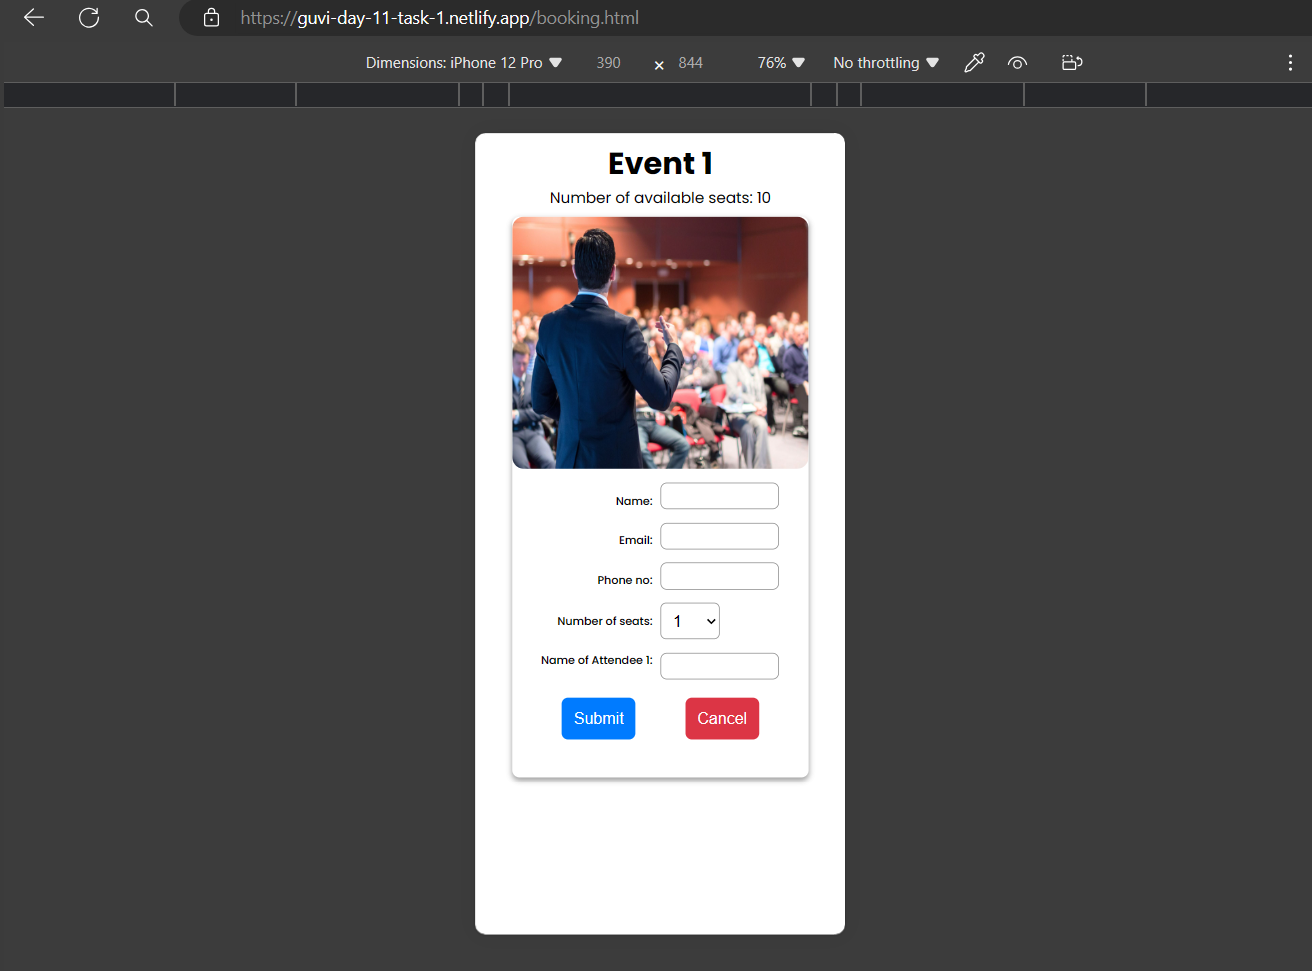 https://guvi-day-11-task-1.netlify.app/booking.html
Dimensions: iPhone 12 Pro 390 × 844 76% No throttling
Event 1
Number of available seats: 10
Name:
Email:
Phone no:
Number of seats: 1
Name of Attendee 1:
Submit Cancel